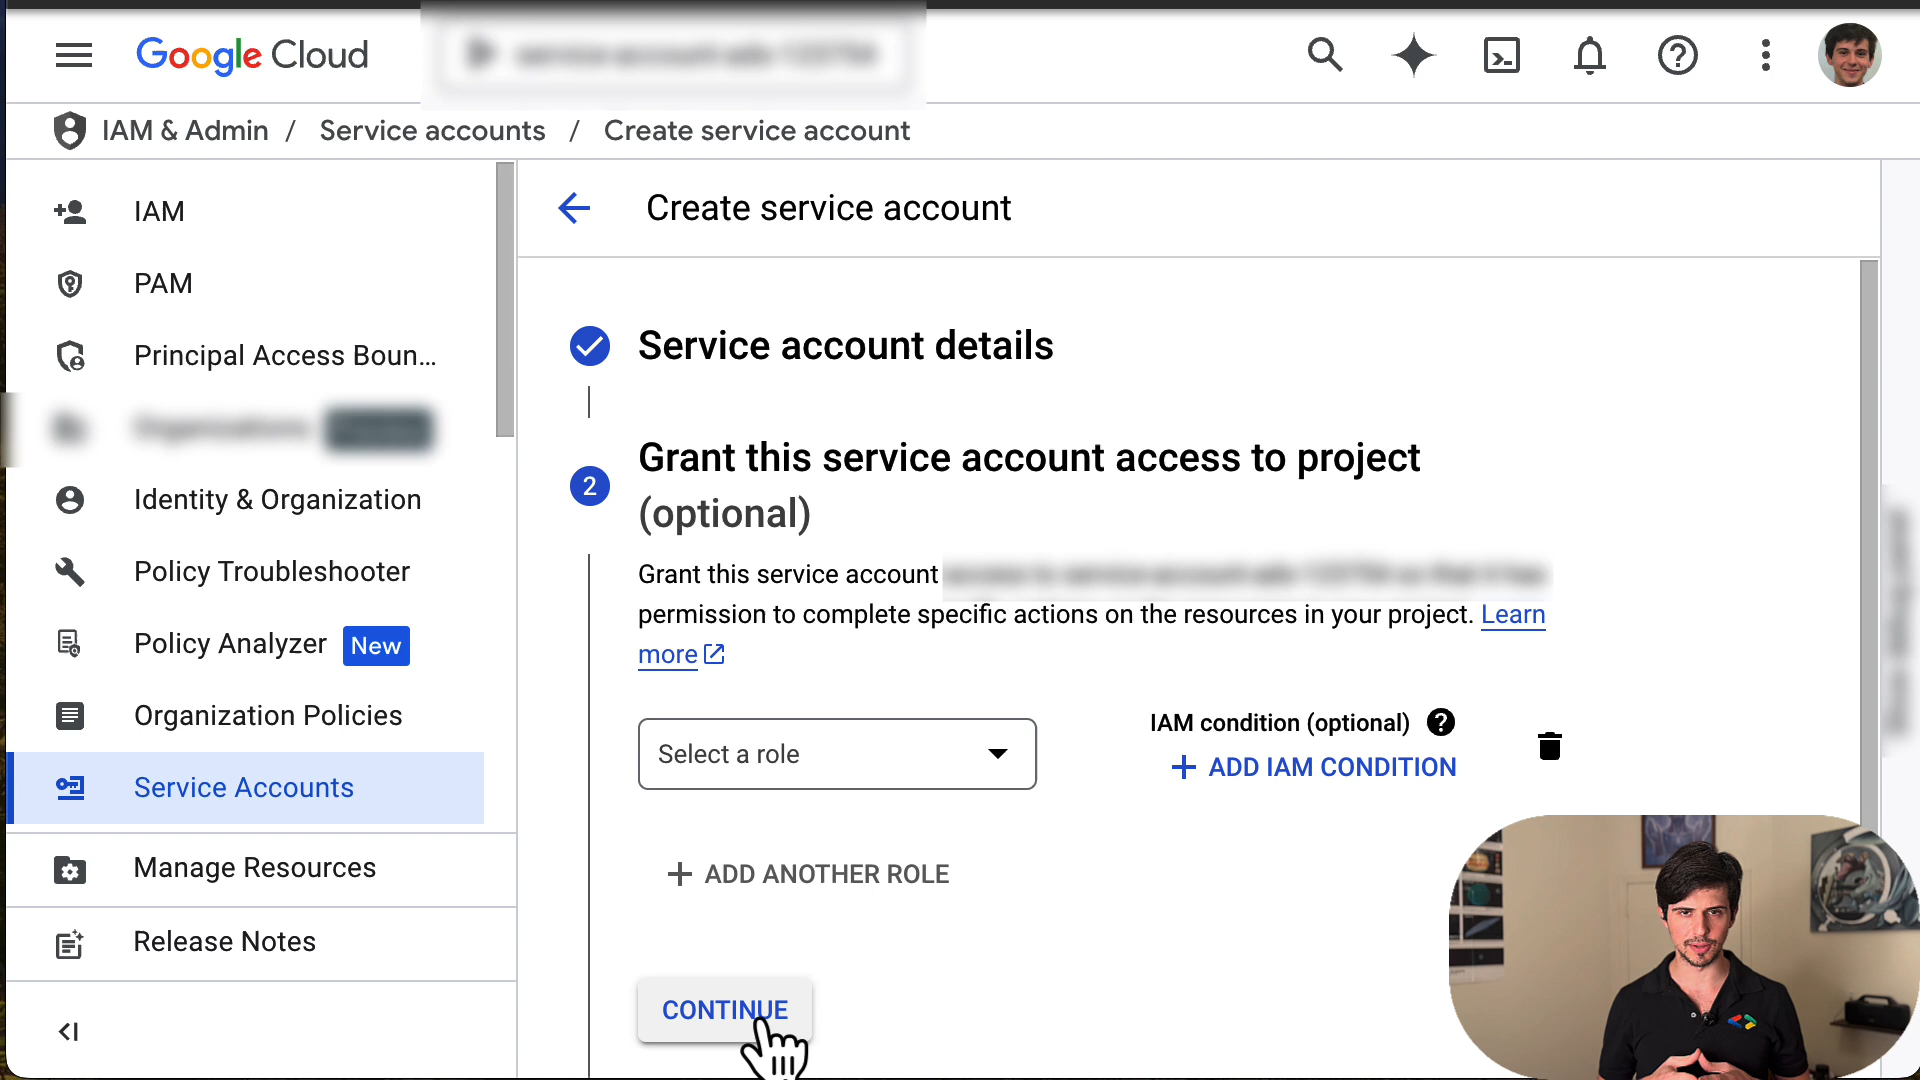 Google Cloud
IAM & Admin / Service accounts / Create service account
IAM
PAM
Principal Access Boun...
Identity & Organization
Policy Troubleshooter
Policy Analyzer New
Organization Policies
Service Accounts
Manage Resources
Release Notes
Create service account
Service account details
2
Grant this service account access to project
(optional)
Grant this service account
permission to complete specific actions on the resources in your project. Learn
more
Select a role
IAM condition (optional)
+ ADD IAM CONDITION
+ ADD ANOTHER ROLE
CONTINUE